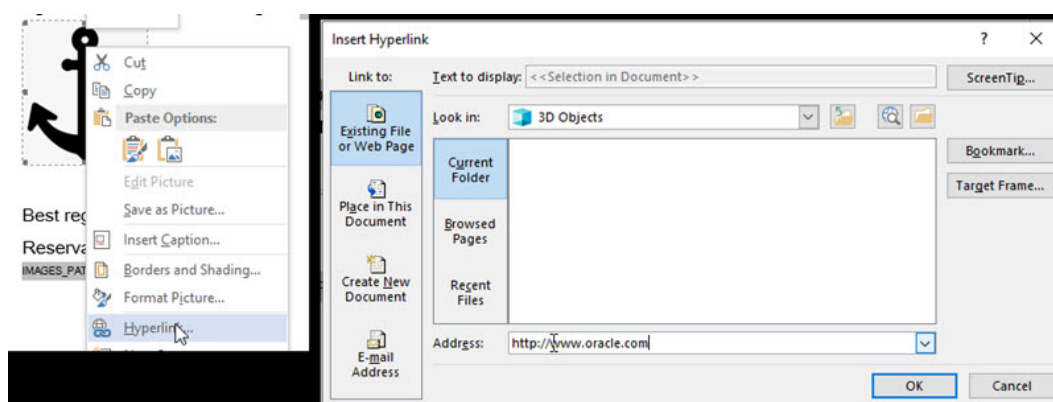 Cut
Copy
Paste Options:
Edit Picture
Save as Picture...
Insert Caption...
Borders and Shading...
Format Picture...
Hyperlink...
Best reg
Reserva
IMAGES_PAT
Insert Hyperlink
? X
Link to:
Text to display: <<Selection in Document>>
ScreenTip...
Existing File
or Web Page
Place in This
Document
Create New
Document
E-mail
Address
Look in: 3D Objects
Current
Folder
Browsed
Pages
Recent
Files
Bookmark...
Target Frame...
Address: http://www.oracle.com
OK Cancel